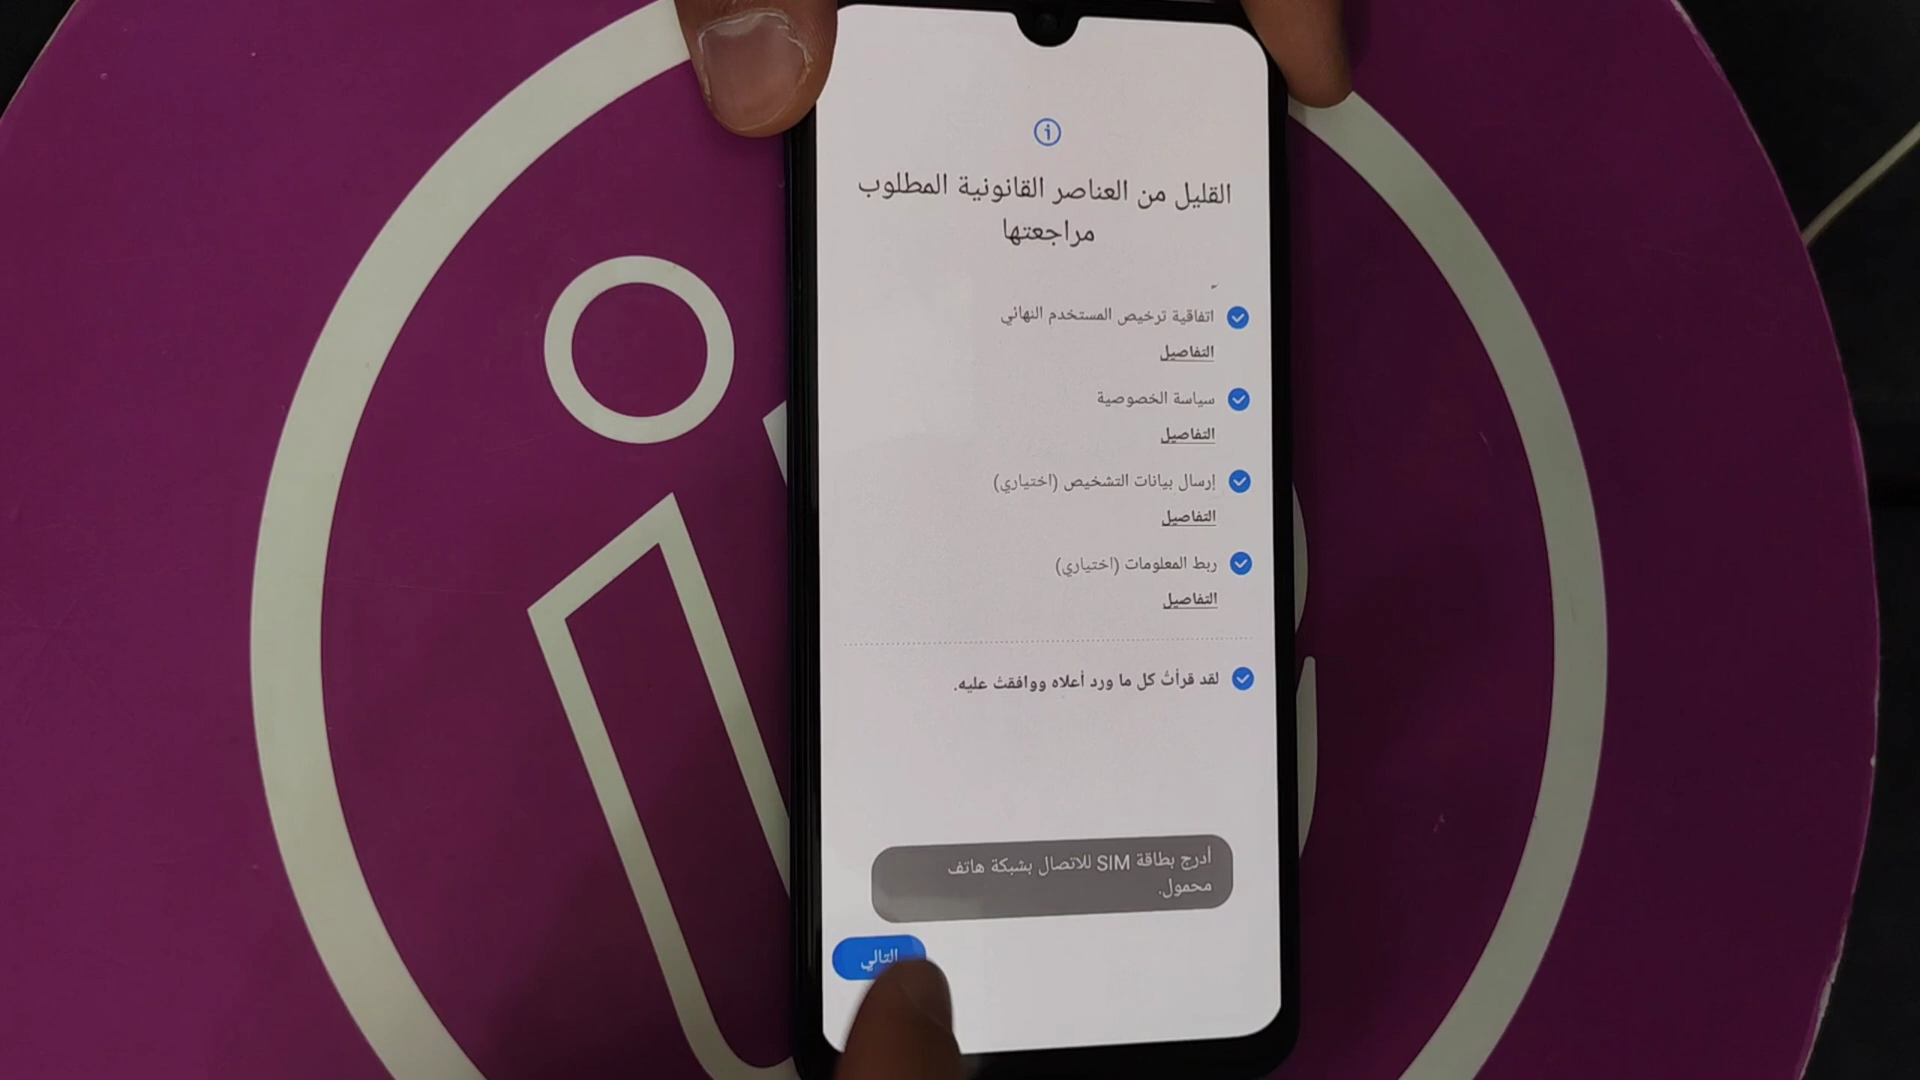 القليل من العناصر القانونية المطلوب
مراجعتها
اتفاقية ترخيص المستخدم النهائي
التفاصيل
سياسة الخصوصية
التفاصيل
إرسال بيانات التشخيص (اختياري)
التفاصيل
ربط المعلومات (اختياري)
التفاصيل
لقد قرأتُ كل ما ورد أعلاه ووافقتُ عليه.
أدرج بطاقة SIM للاتصال بشبكة هاتف
محمول.
التالي